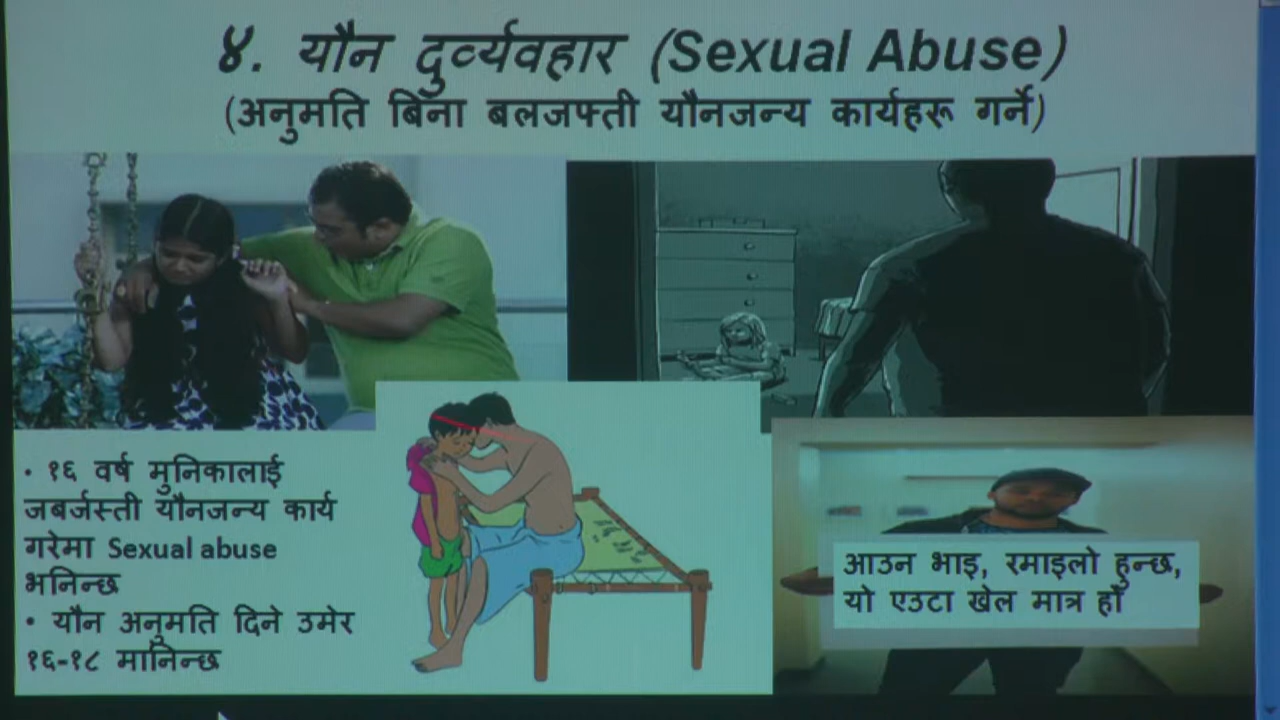 ४. यौन दुर्व्यवहार (Sexual Abuse)
(अनुमति बिना बलजफ्ती यौनजन्य कार्यहरू गर्ने)
• १६ वर्ष मुनिकालाई
जबर्जस्ती यौनजन्य कार्य
गरेमा Sexual abuse
भनिन्छ
• यौन अनुमति दिने उमेर
१६-१८ मानिन्छ
आउन भाइ, रमाइलो हुन्छ,
यो एउटा खेल मात्र हो